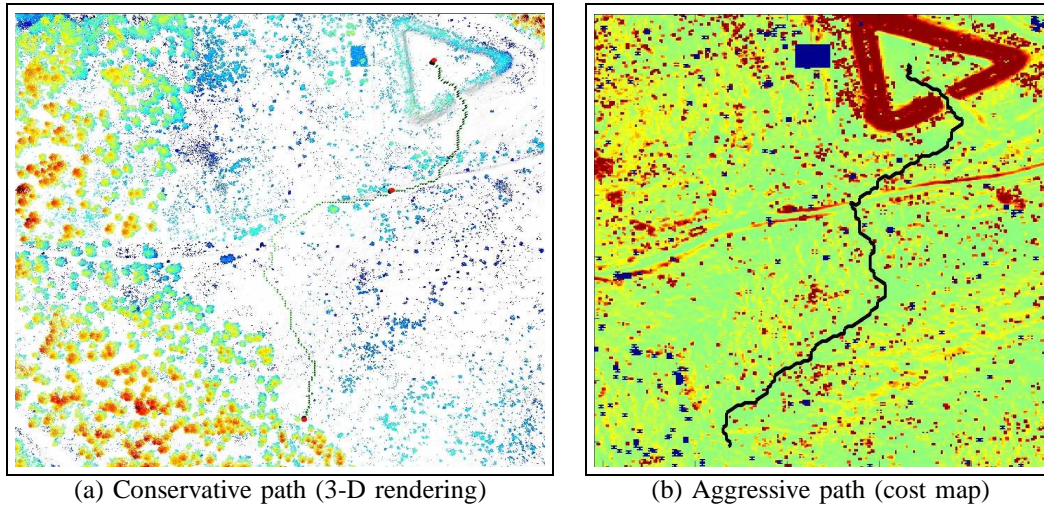 (a) Conservative path (3-D rendering)
(b) Aggressive path (cost map)